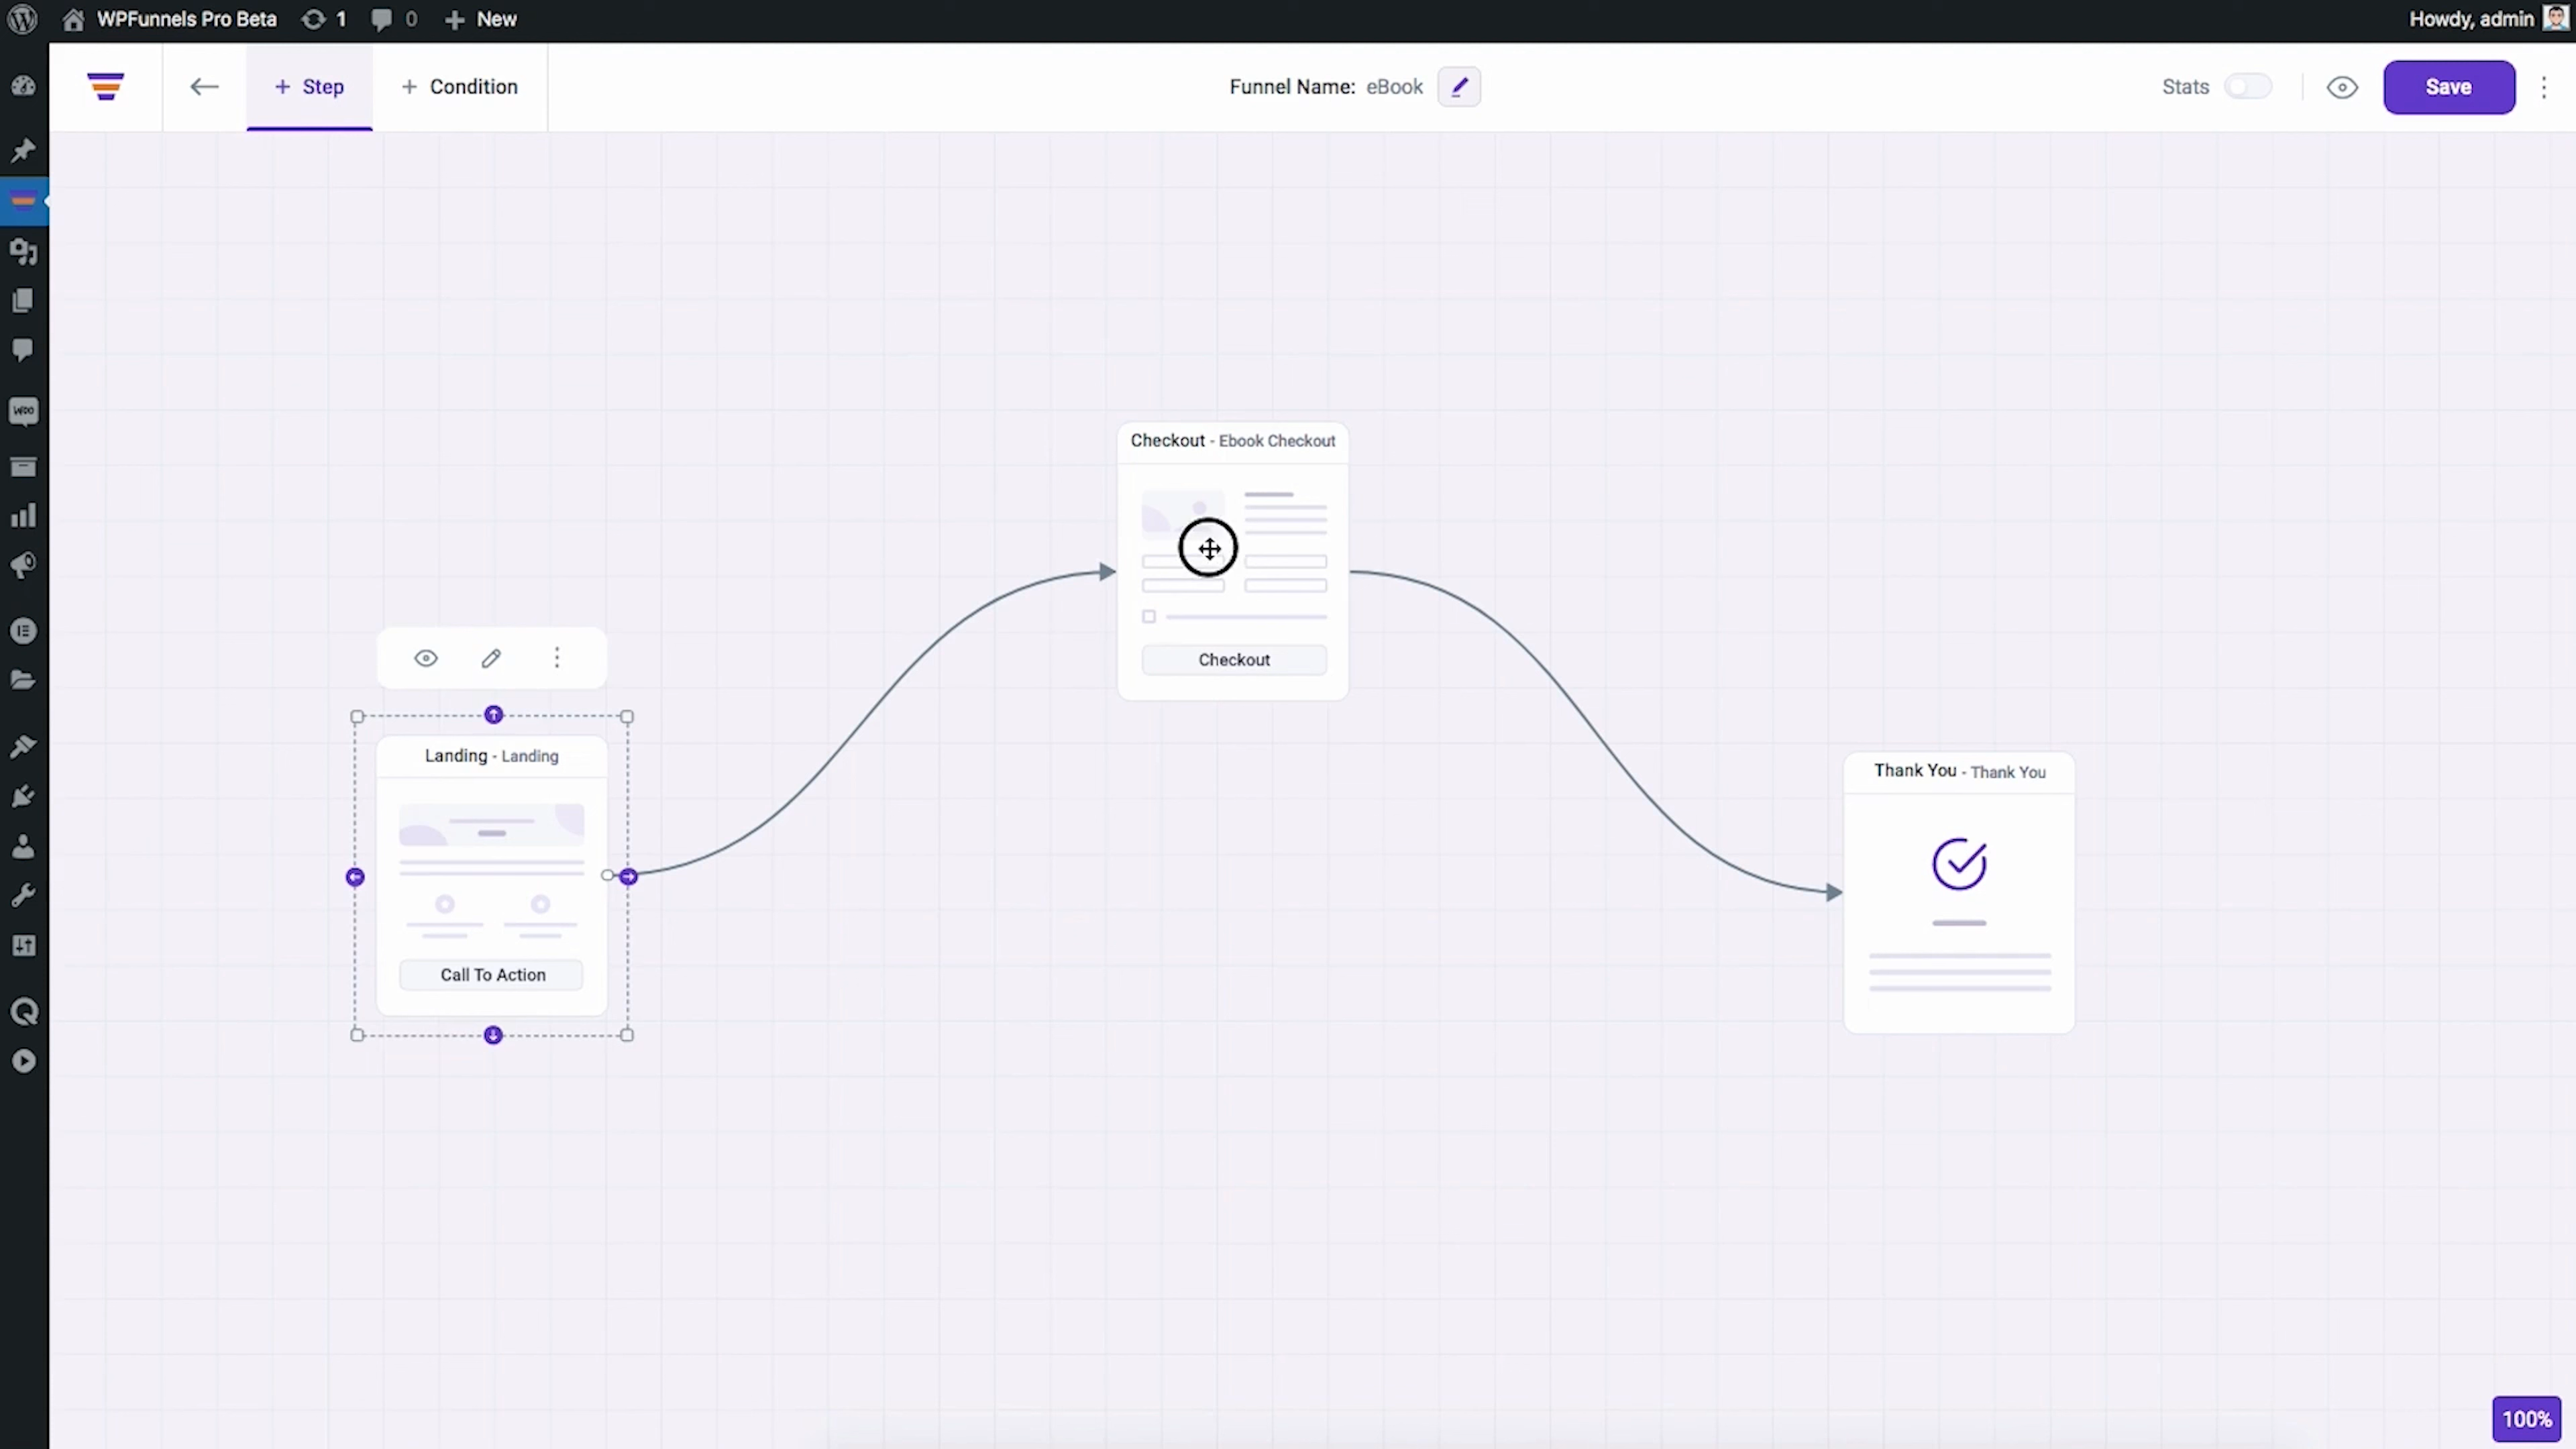 WPFunnels Pro Beta 1 0 New Howdy, admin
Step Condition Funnel Name: eBook Stats Save
Woo
Checkout - Ebook Checkout
Checkout
Landing - Landing
Call To Action
Thank You - Thank You
100%